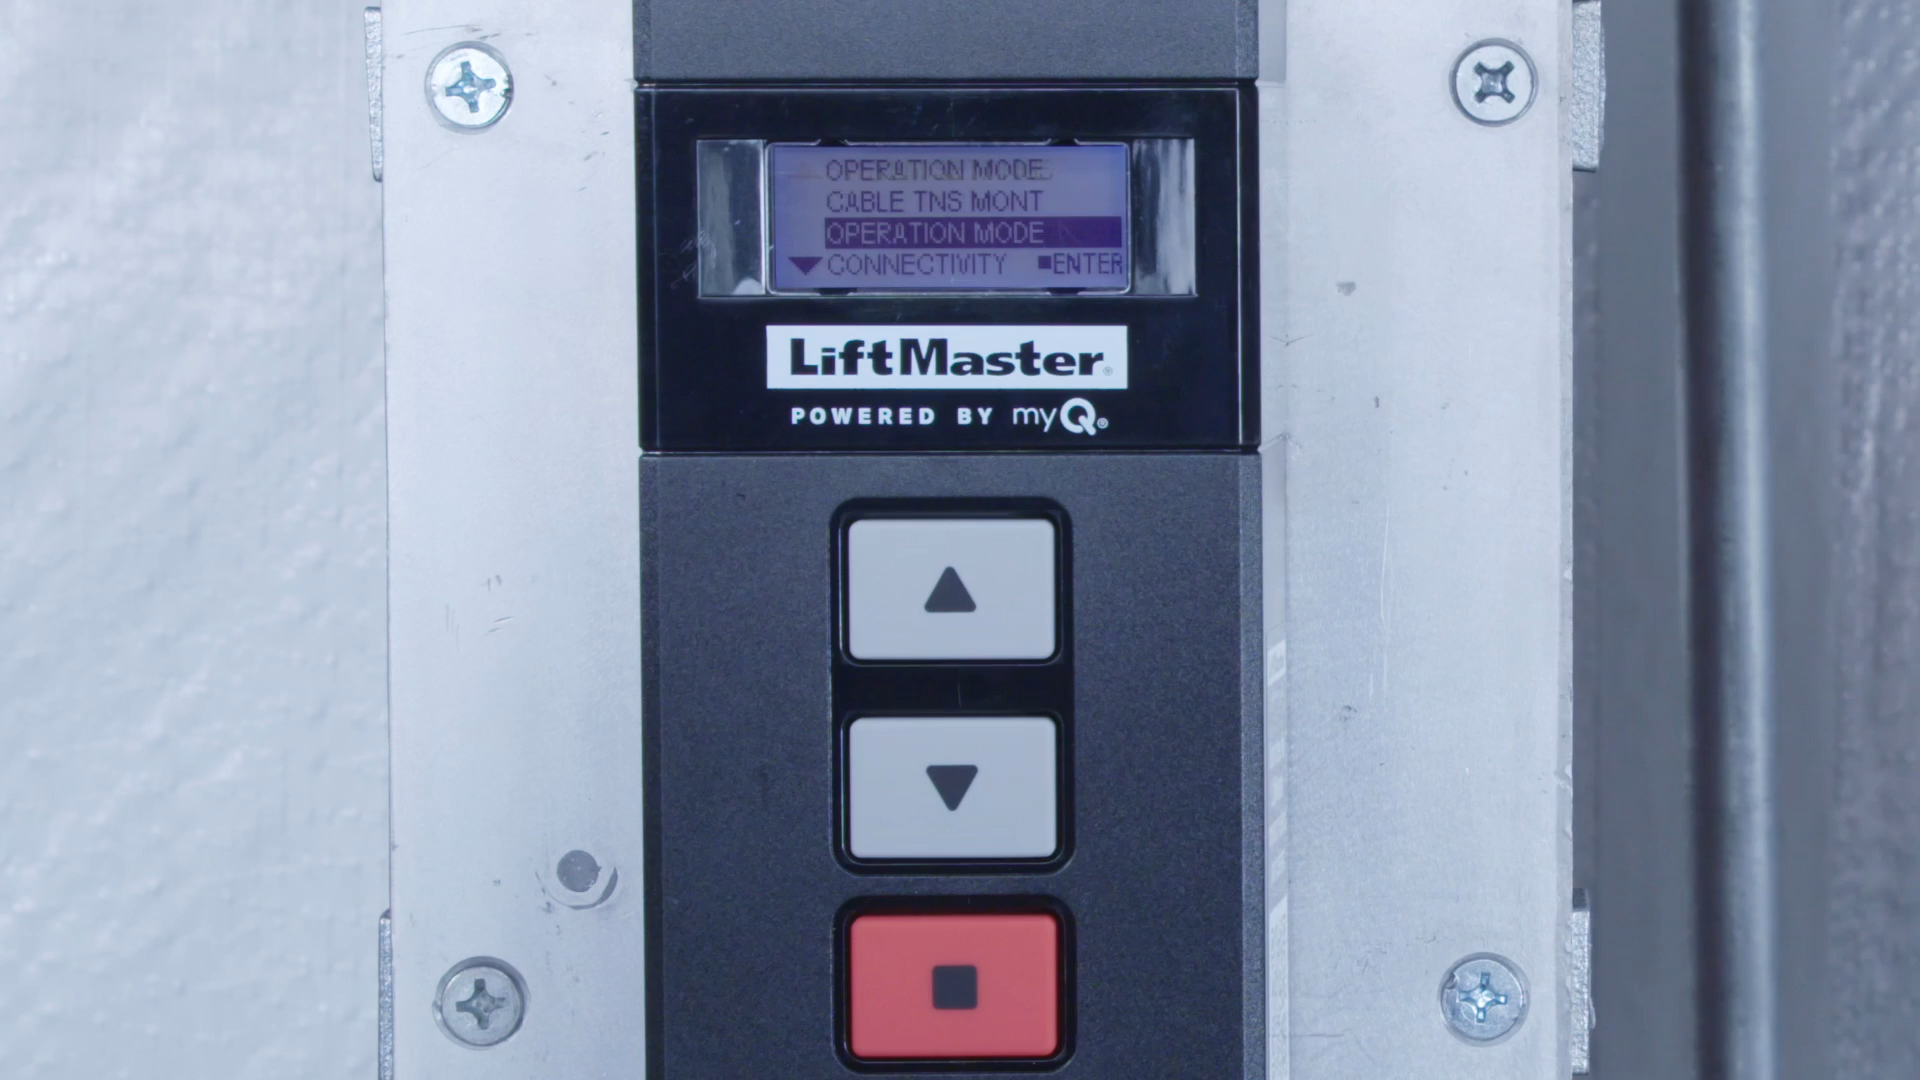 OPERATION MODE
CABLE TNS MONT
OPERATION MODE
CONNECTIVITY ■ENTER
LiftMaster®
POWERED BY myQ®